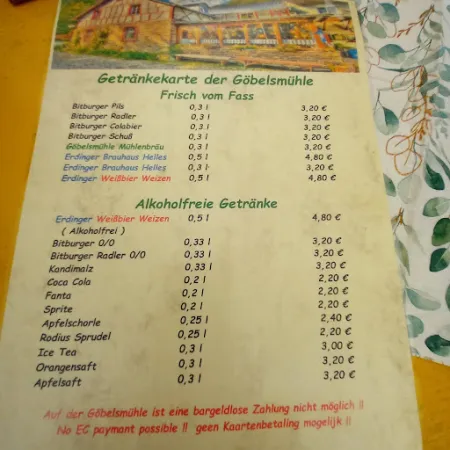 Getränkekarte der Göbelsmühle
Frisch vom Fass
Bitburger Pils 0,3 l 3,20 €
Bitburger Radler 0,3 l 3,20 €
Bitburger Colabier 0,3 l 3,20 €
Bitburger Schuß 0,3 l 3,20 €
Göbelsmühle Mühlenbräu 0,3 l 3,20 €
Erdinger Brauhaus Helles 0,5 l 4,80 €
Erdinger Brauhaus Helles 0,3 l 3,20 €
Erdinger Weißbier Weizen 0,5 l 4,80 €
Alkoholfreie Getränke
Erdinger Weißbier Weizen 0,5 l 4,80 €
( Alkoholfrei )
Bitburger 0/0 0,33 l 3,20 €
Bitburger Radler 0/0 0,33 l 3,20 €
Kandimalz 0,33 l 3,20 €
Coca Cola 0,2 l 2,20 €
Fanta 0,2 l 2,20 €
Sprite 0,2 l 2,20 €
Apfelschorle 0,25 l 2,40 €
Radius Sprudel 0,25 l 2,20 €
Ice Tea 0,3 l 3,00 €
Orangensaft 0,3 l 3,20 €
Apfelsaft 0,3 l 3,20 €
Auf der Göbelsmühle ist eine bargeldlose Zahlung nicht möglich !!
No EC paymant possible !! geen Kaartenbetaling mogelijk !!